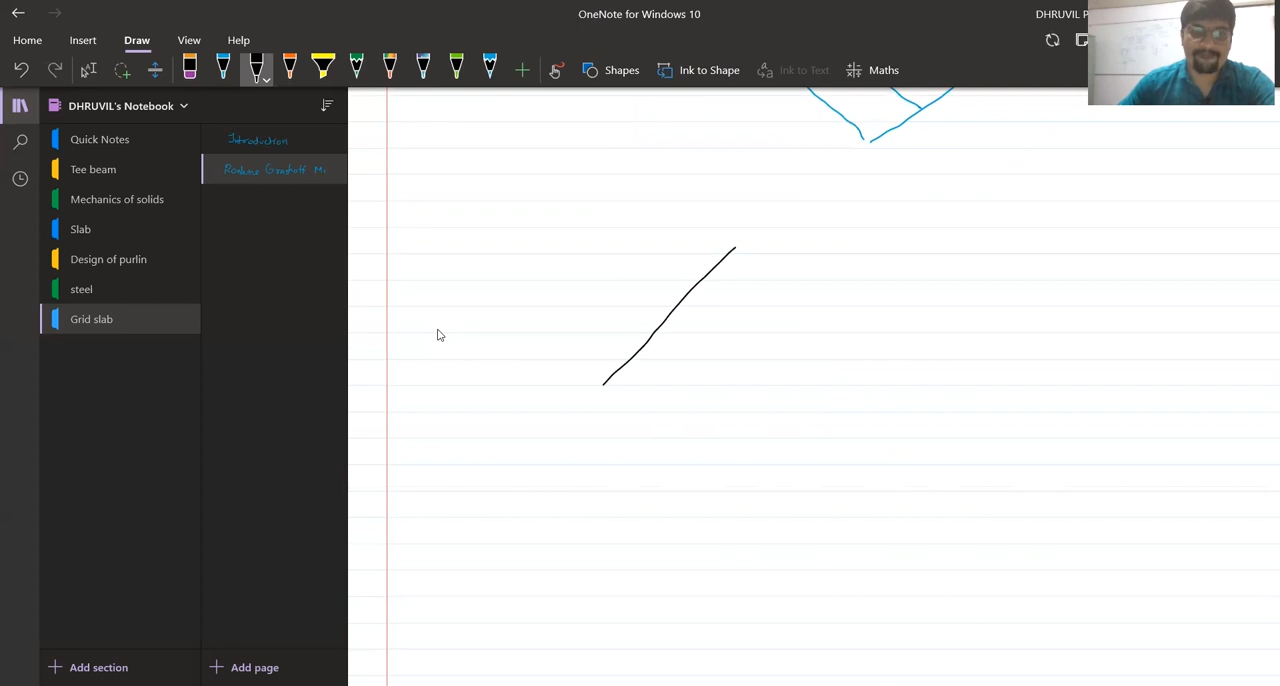 OneNote for Windows 10
DHRUVIL P
Home Insert Draw View Help
Shapes
Ink to Shape
Ink to Text
Maths
DHRUVIL's Notebook
Quick Notes
Tee beam
Mechanics of solids
Slab
Design of purlin
steel
Grid slab
Introduction
Grashoff M
Add section
Add page